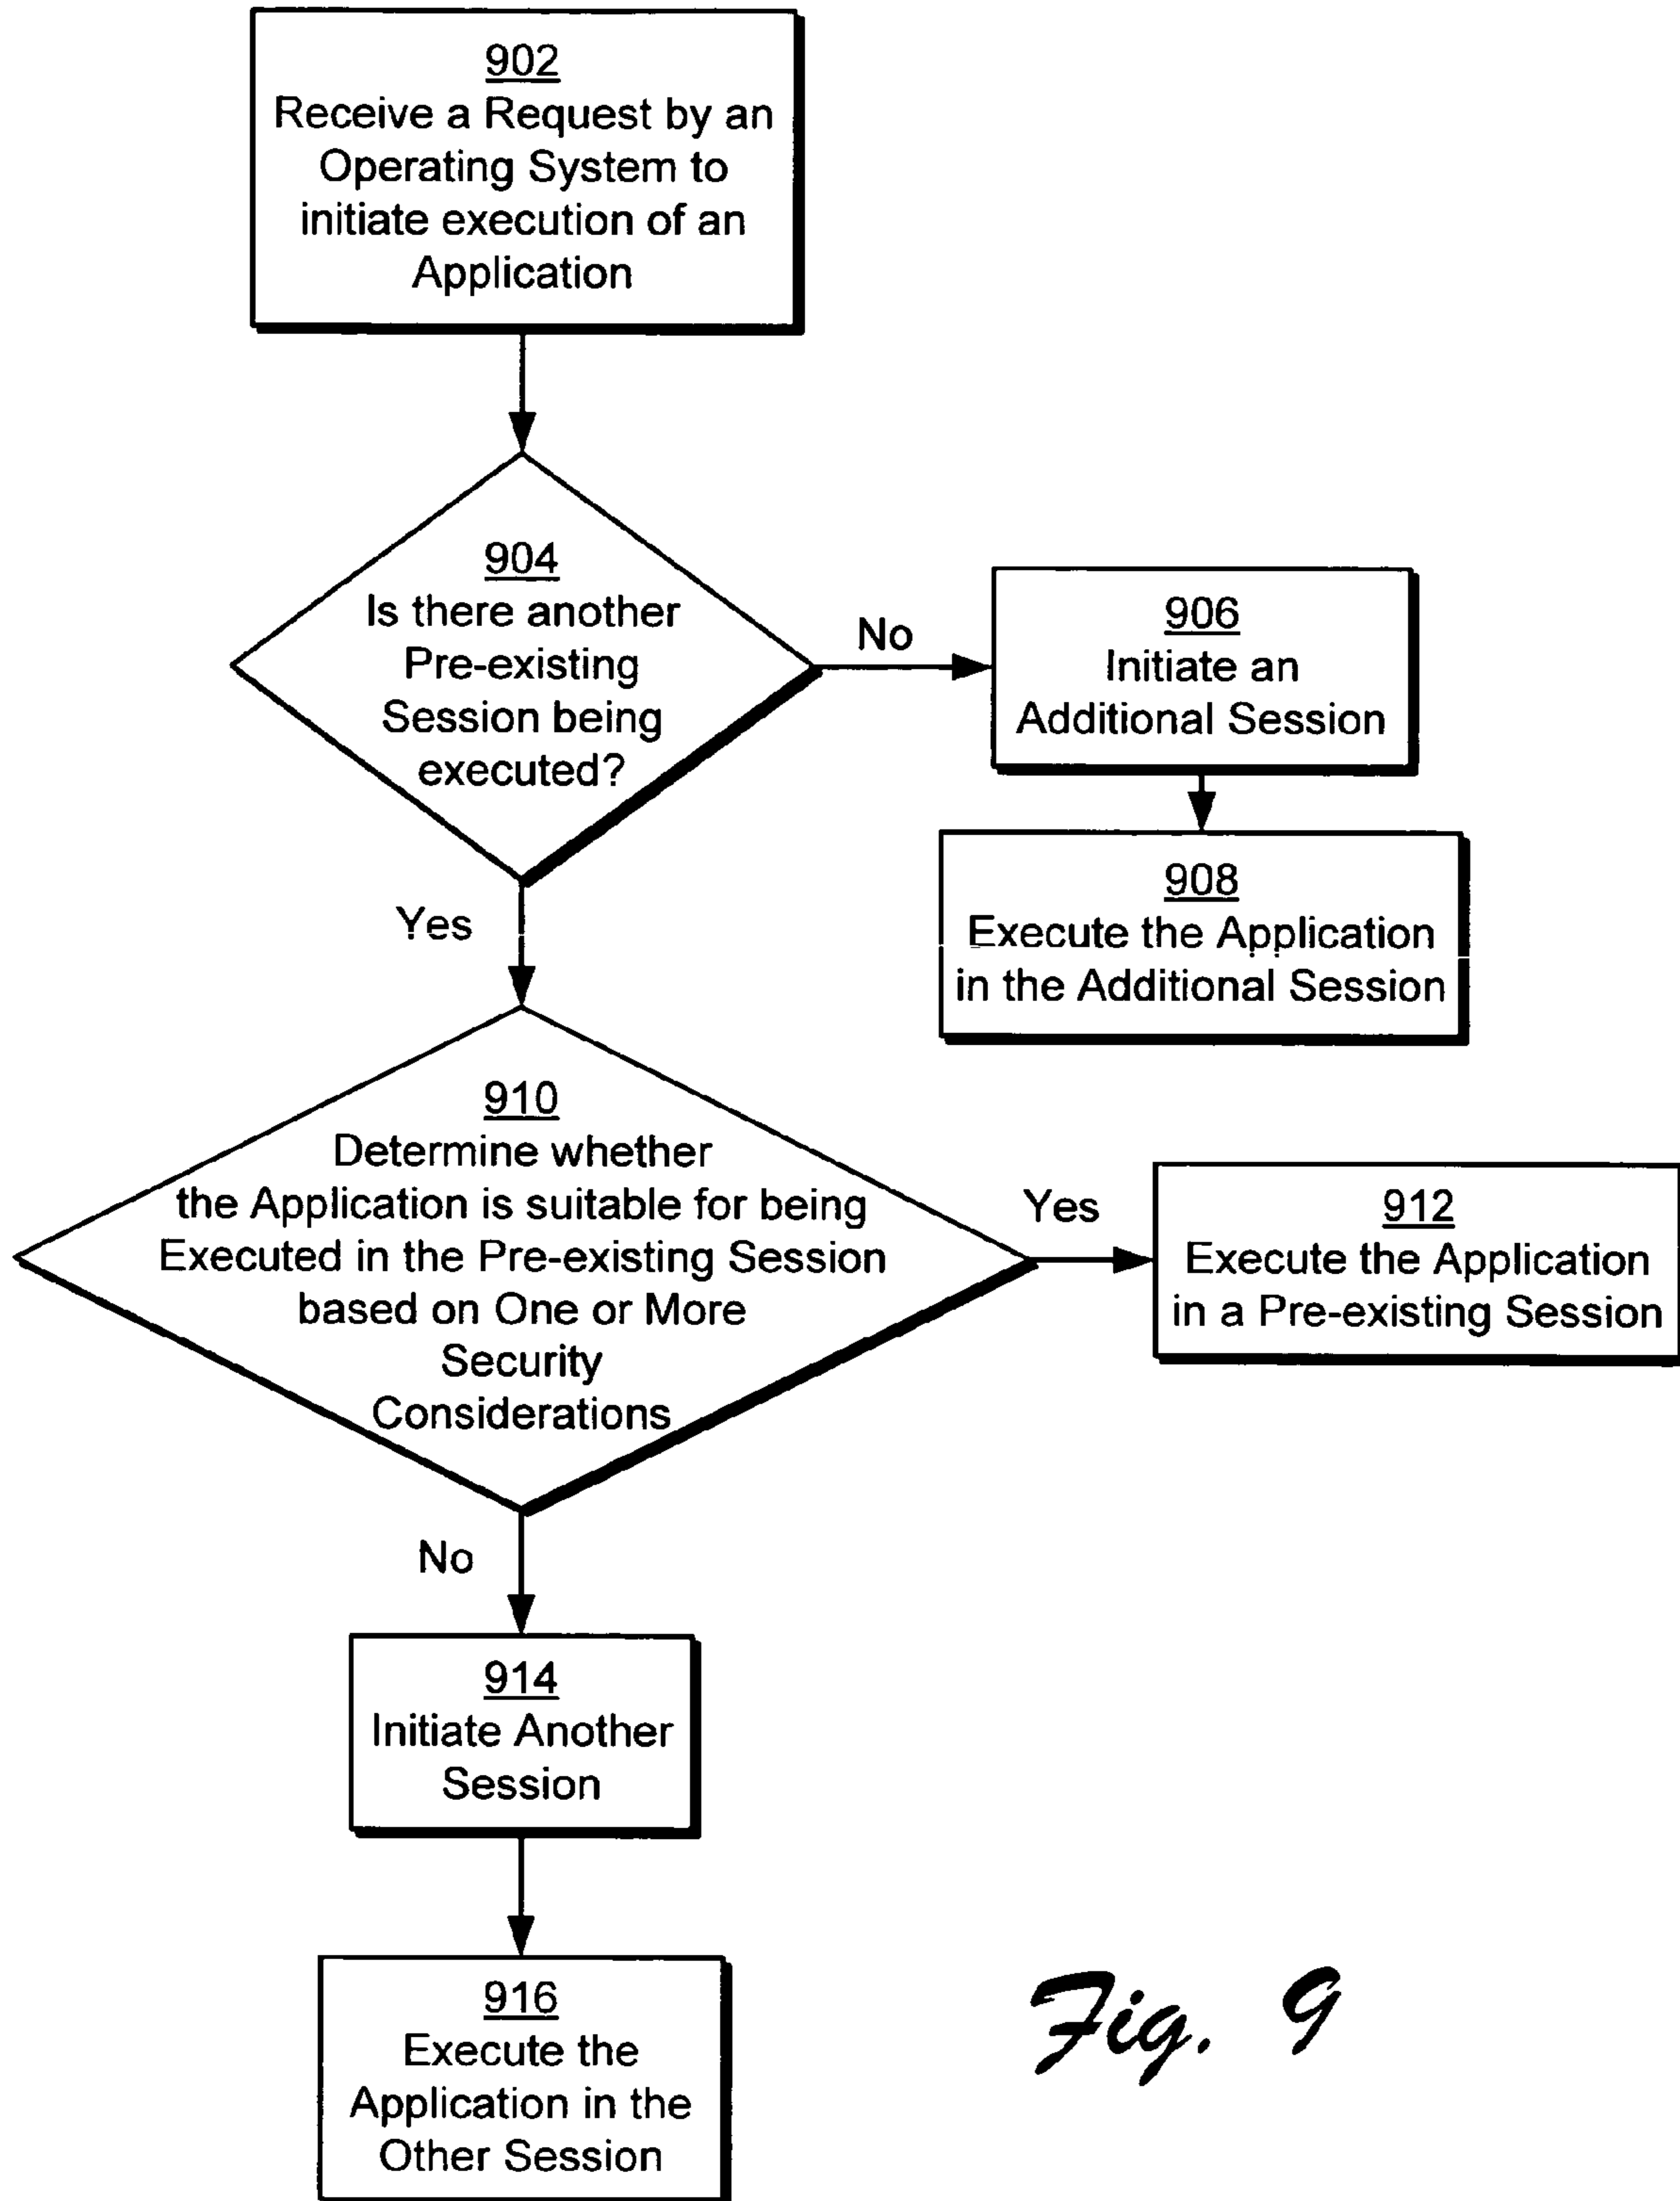 902
Receive a Request by an
Operating System to
initiate execution of an
Application
904
Is there another
Pre-existing
Session being
executed?
No
906
Initiate an
Additional Session
908
Execute the Application
in the Additional Session
Yes
910
Determine whether
the Application is suitable for being
Executed in the Pre-existing Session
based on One or More
Security
Considerations
Yes
912
Execute the Application
in a Pre-existing Session
No
914
Initiate Another
Session
916
Execute the
Application in the
Other Session
Fig. 9